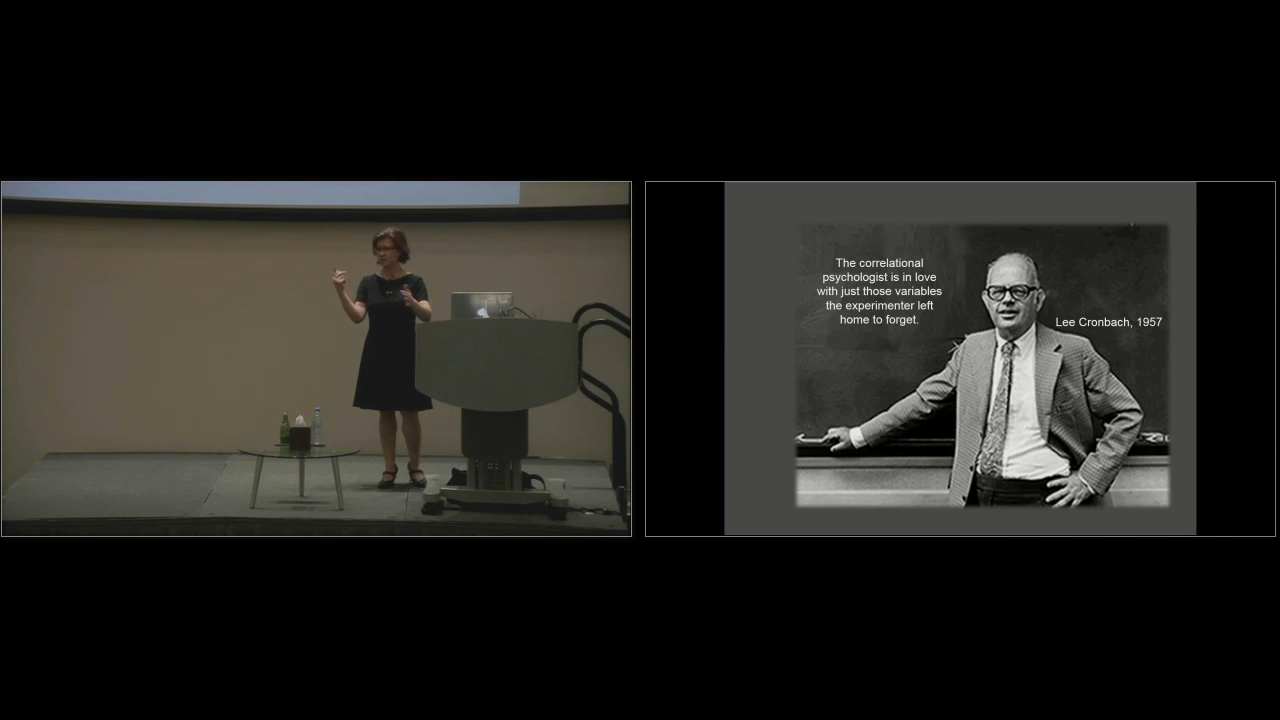 The correlational
psychologist is in love
with just those variables
the experimenter left
home to forget.
Lee Cronbach, 1957